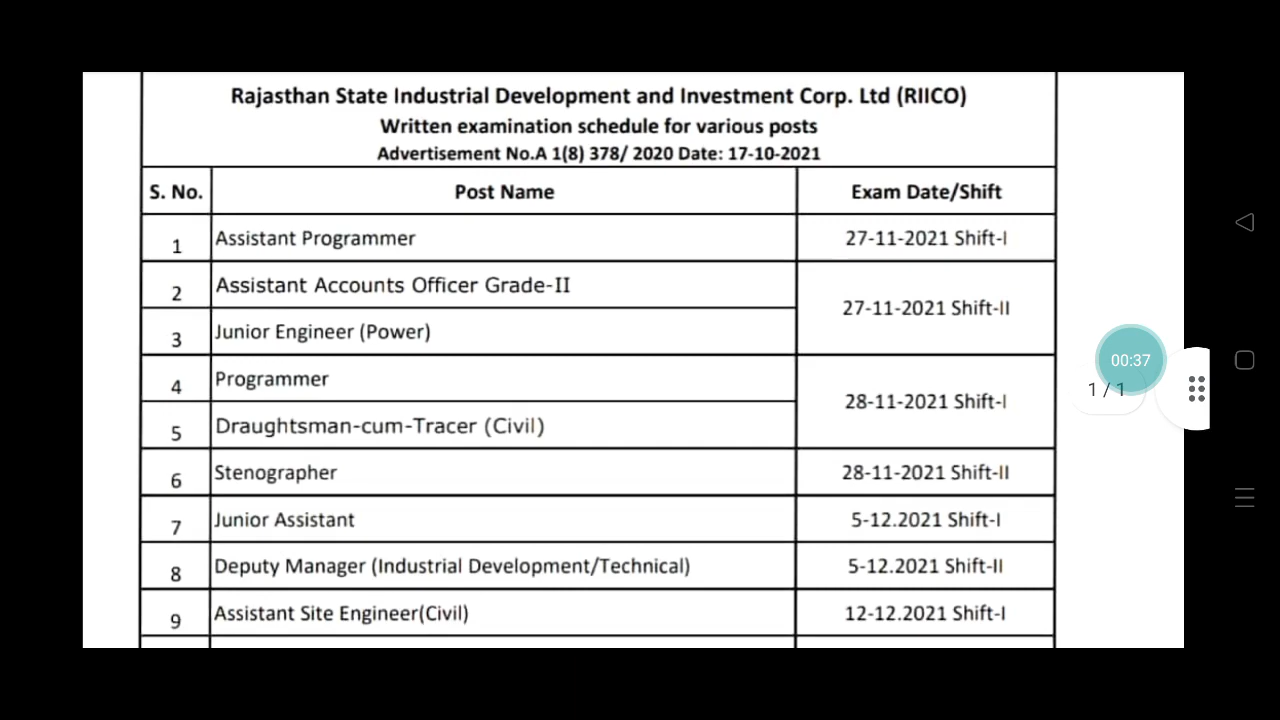 Rajasthan State Industrial Development and Investment Corp. Ltd (RIICO)
Written examination schedule for various posts
Advertisement No.A 1(8) 378/ 2020 Date: 17-10-2021
S. No. Post Name Exam Date/Shift
1 Assistant Programmer 27-11-2021 Shift-I
2 Assistant Accounts Officer Grade-II
27-11-2021 Shift-II
3 Junior Engineer (Power)
4 Programmer
28-11-2021 Shift-I
5 Draughtsman-cum-Tracer (Civil)
6 Stenographer 28-11-2021 Shift-II
7 Junior Assistant 5-12.2021 Shift-I
8 Deputy Manager (Industrial Development/Technical) 5-12.2021 Shift-II
9 Assistant Site Engineer(Civil) 12-12.2021 Shift-I
00:37
1 / 1